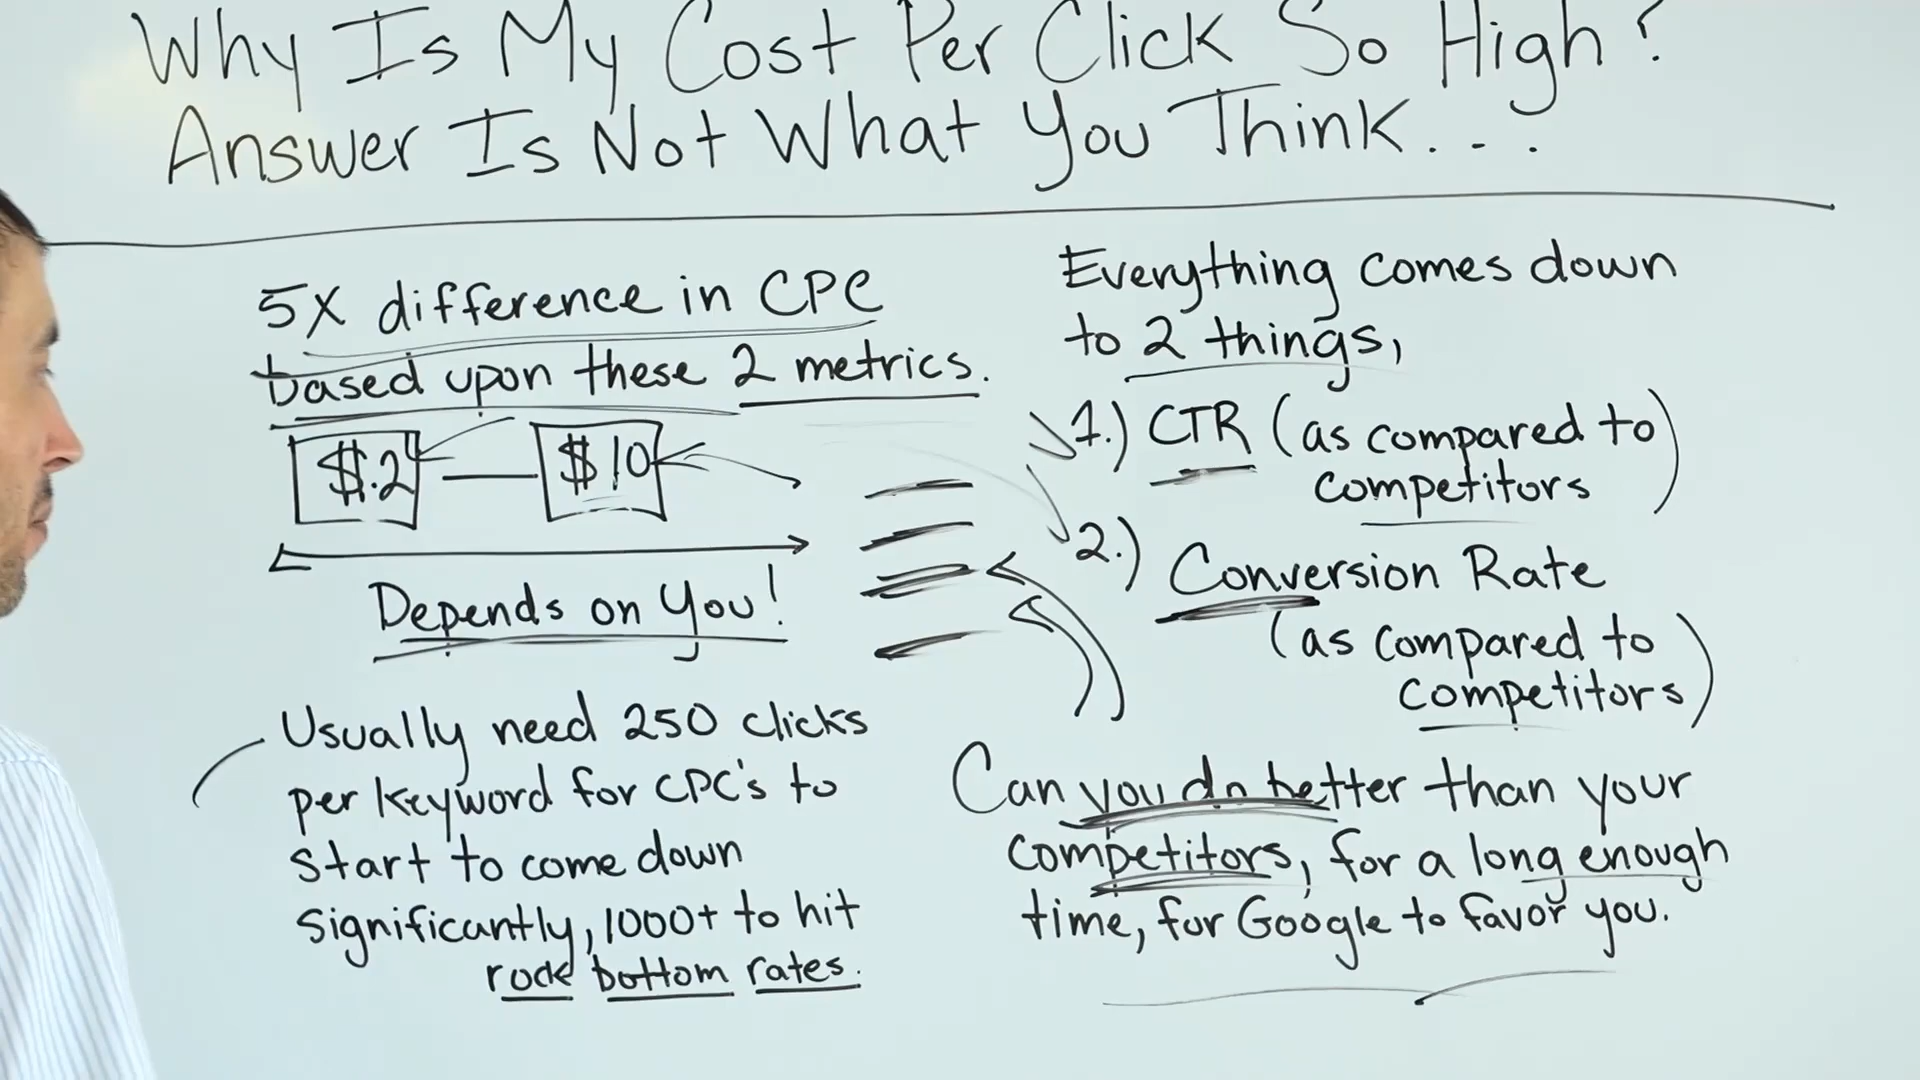 Why Is My Cost Per Click So High?
Answer Is Not What You Think...
5X difference in CPC
based upon these 2 metrics.
$.2 — $10
Depends on You!
Usually need 250 clicks
per keyword for CPC's to
start to come down
significantly, 1000+ to hit
rock bottom rates.
Everything comes down
to 2 things,
1.) CTR (as compared to
competitors)
2.) Conversion Rate
(as compared to
competitors)
Can you do better than your
competitors, for a long enough
time, for Google to favor you.